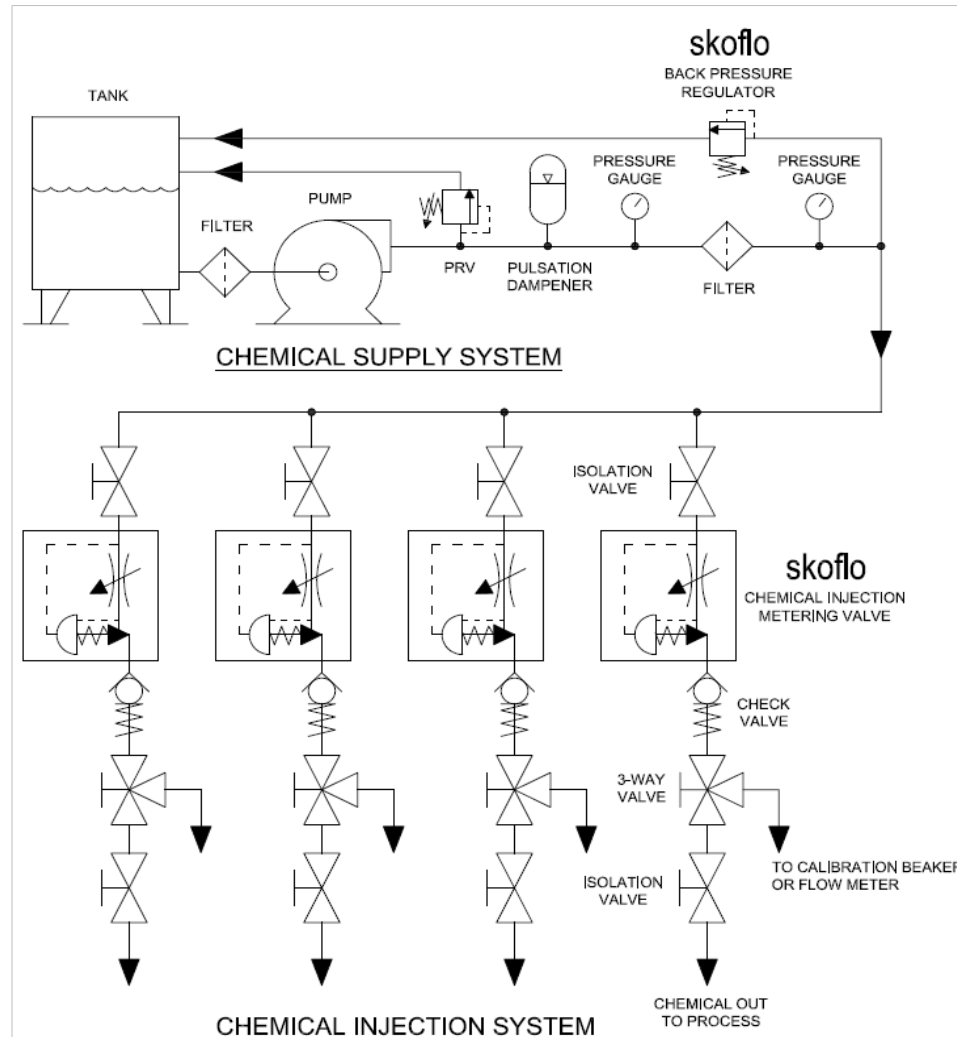 skoflo
BACK PRESSURE
REGULATOR
TANK
PRESSURE
GAUGE
PRESSURE
GAUGE
PUMP
FILTER
PRV
PULSATION
DAMPENER
FILTER
CHEMICAL SUPPLY SYSTEM
ISOLATION
VALVE
skoflo
CHEMICAL INJECTION
METERING VALVE
CHECK
VALVE
3-WAY
VALVE
TO CALIBRATION BEAKER
OR FLOW METER
ISOLATION
VALVE
CHEMICAL OUT
TO PROCESS
CHEMICAL INJECTION SYSTEM